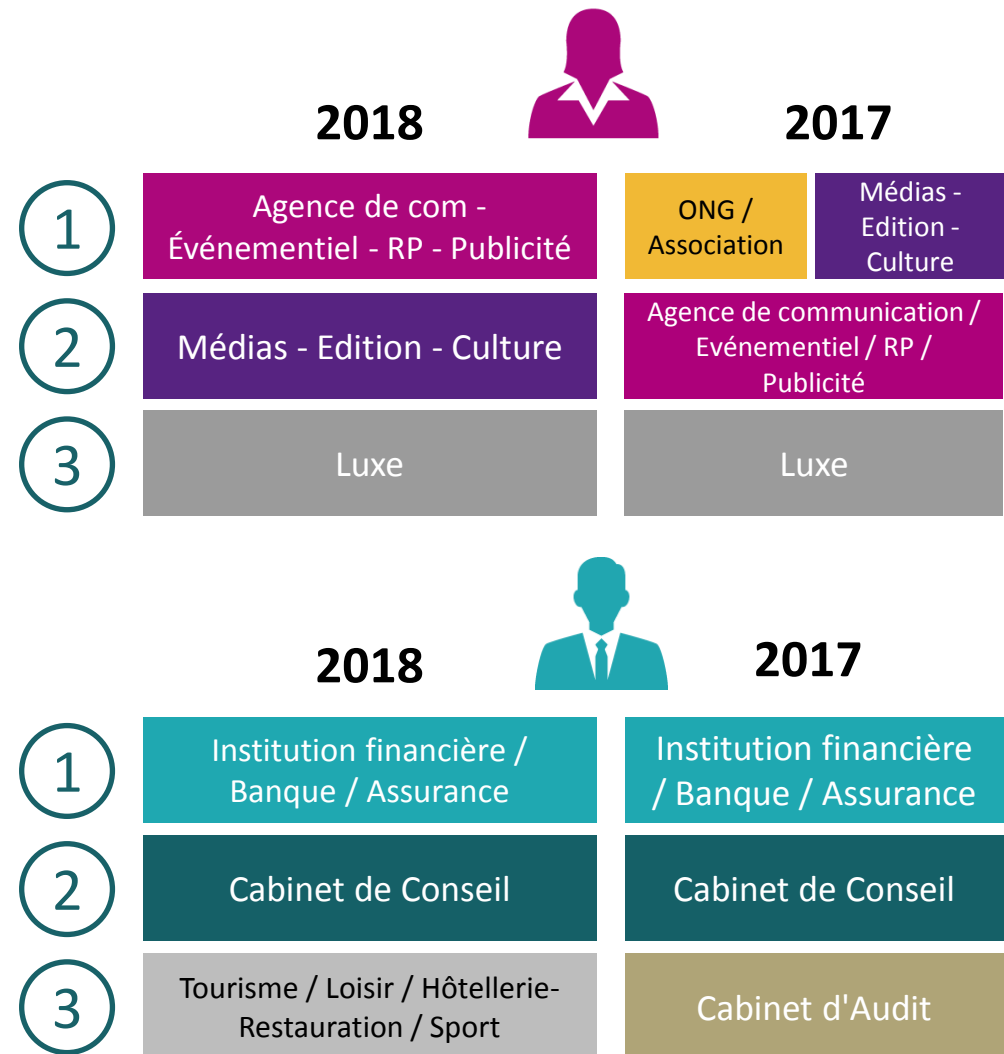 2018
2017
1
Agence de com -
Événementiel - RP - Publicité
ONG /
Association
Médias -
Edition -
Culture
2
Médias - Edition - Culture
Agence de communication /
Evénementiel / RP /
Publicité
3
Luxe
Luxe
2018
2017
1
Institution financière /
Banque / Assurance
Institution financière
/ Banque / Assurance
2
Cabinet de Conseil
Cabinet de Conseil
3
Tourisme / Loisir / Hôtellerie-
Restauration / Sport
Cabinet d'Audit